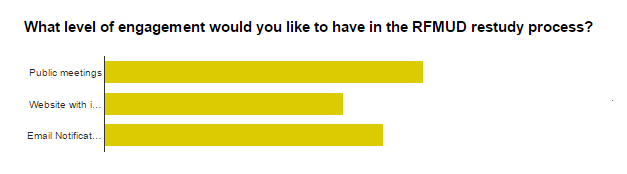 What level of engagement would you like to have in the RFMUD restudy process?
Public meetings
Website with i...
Email Notificat...